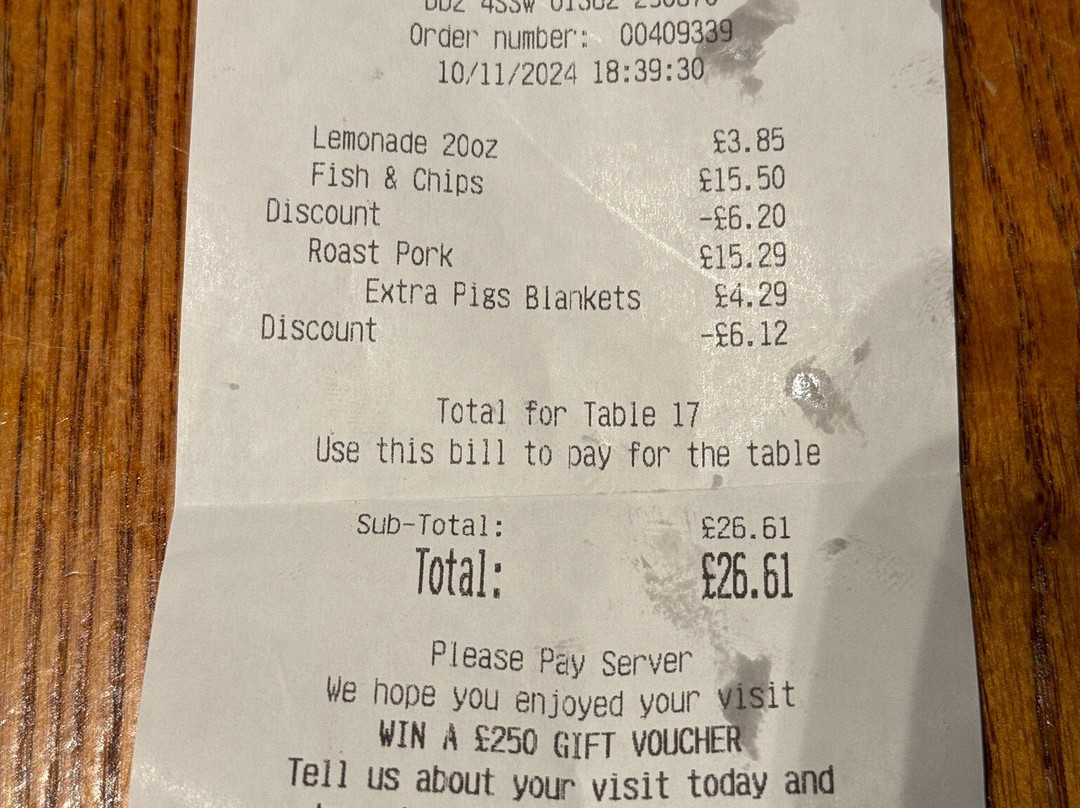 Order number: 00409339
10/11/2024 18:39:30
Lemonade 20oz £3.85
Fish & Chips £15.50
Discount -£6.20
Roast Pork £15.29
Extra Pigs Blankets £4.29
Discount -£6.12
Total for Table 17
Use this bill to pay for the table
Sub-Total: £26.61
Total: £26.61
Please Pay Server
We hope you enjoyed your visit
WIN A £250 GIFT VOUCHER
Tell us about your visit today and